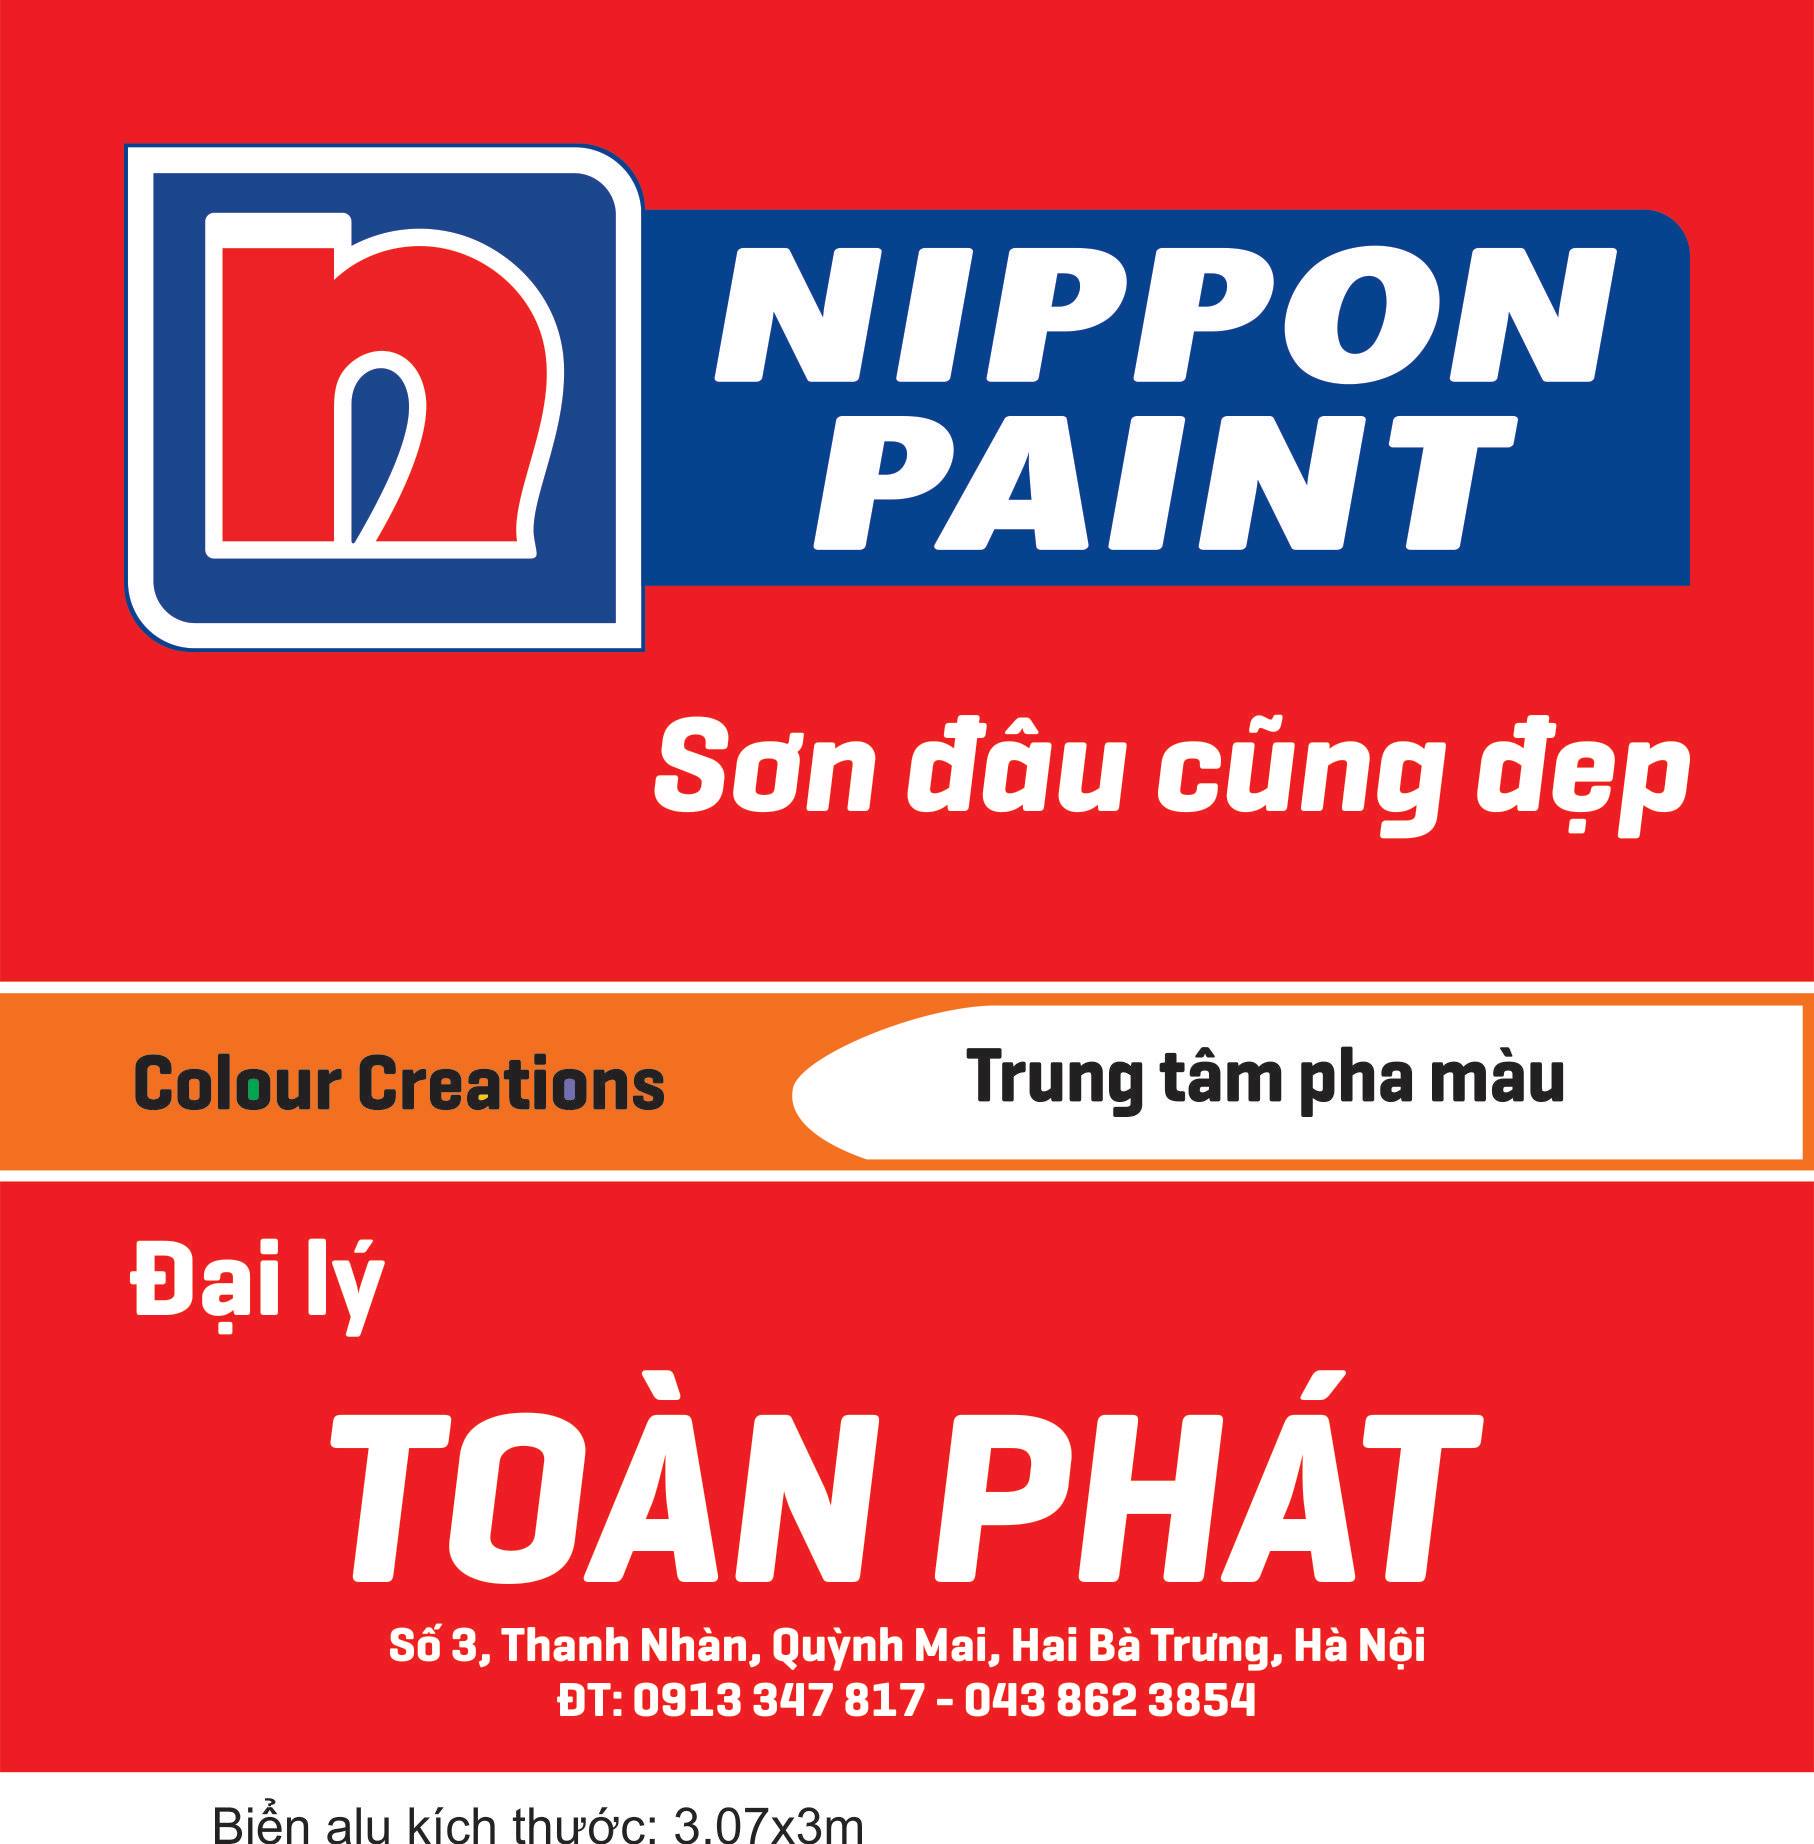 n
NIPPON
PAINT
Sơn đâu cũng đẹp
Colour Creations
Trung tâm pha màu
Đại lý
TOÀN PHÁT
Số 3, Thanh Nhàn, Quỳnh Mai, Hai Bà Trưng, Hà Nội
ĐT: 0913 347 817 - 043 862 3854
Biển alu kích thước: 3.07x3m